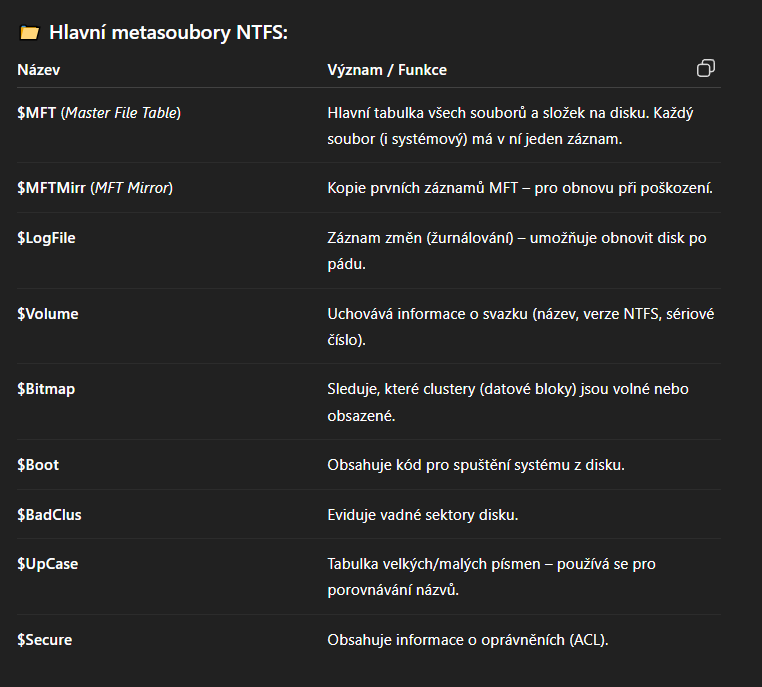 📁 Hlavní metasoubory NTFS:
Název Význam / Funkce
$MFT (Master File Table) Hlavní tabulka všech souborů a složek na disku. Každý
soubor (i systémový) má v ní jeden záznam.
$MFTMirr (MFT Mirror) Kopie prvních záznamů MFT – pro obnovu při poškození.
$LogFile Záznam změn (žurnálování) – umožňuje obnovit disk po
pádu.
$Volume Uchovává informace o svazku (název, verze NTFS, sériové
číslo).
$Bitmap Sleduje, které clustery (datové bloky) jsou volné nebo
obsazené.
$Boot Obsahuje kód pro spuštění systému z disku.
$BadClus Eviduje vadné sektory disku.
$UpCase Tabulka velkých/malých písmen – používá se pro
porovnávání názvů.
$Secure Obsahuje informace o oprávněních (ACL).